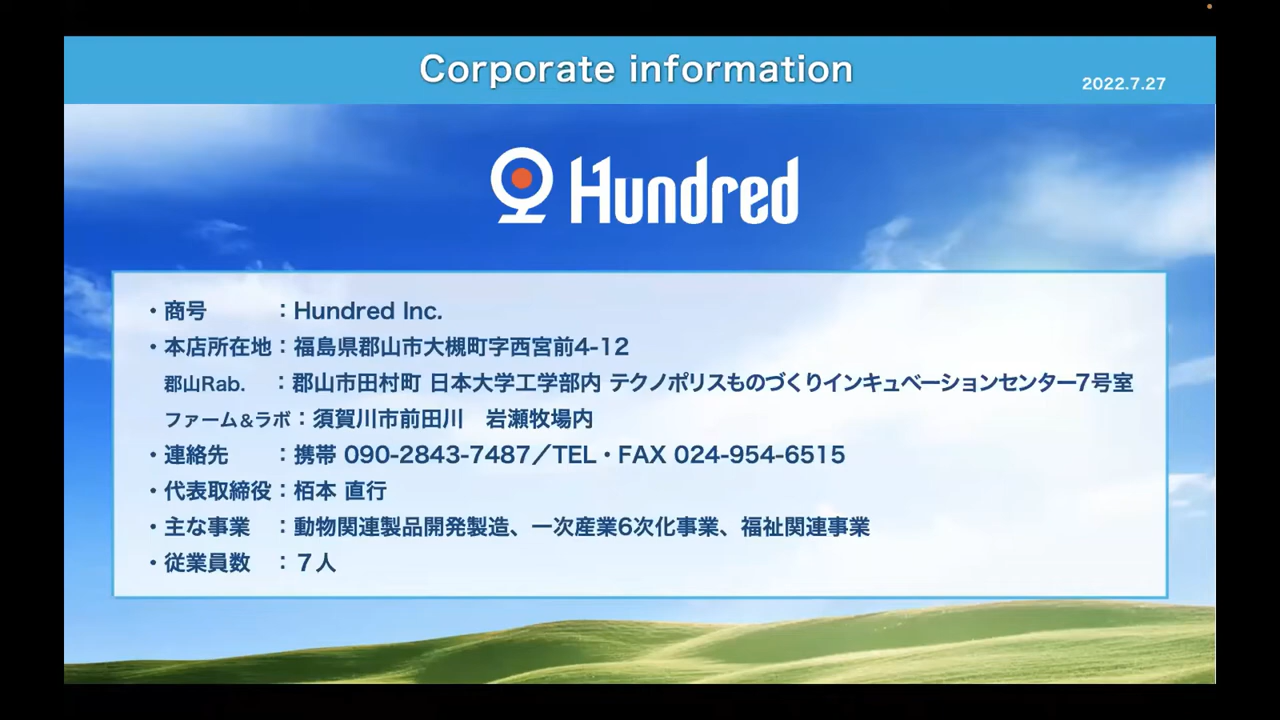 Corporate information
2022.7.27
Hundred
・商号　　　：Hundred Inc.
・本店所在地：福島県郡山市大槻町字西宮前4-12
郡山Rab.　：郡山市田村町 日本大学工学部内 テクノポリスものづくりインキュベーションセンター7号室
ファーム&ラボ：須賀川市前田川　岩瀬牧場内
・連絡先　　：携帯 090-2843-7487／TEL・FAX 024-954-6515
・代表取締役：栢本 直行
・主な事業　：動物関連製品開発製造、一次産業6次化事業、福祉関連事業
・従業員数　：７人